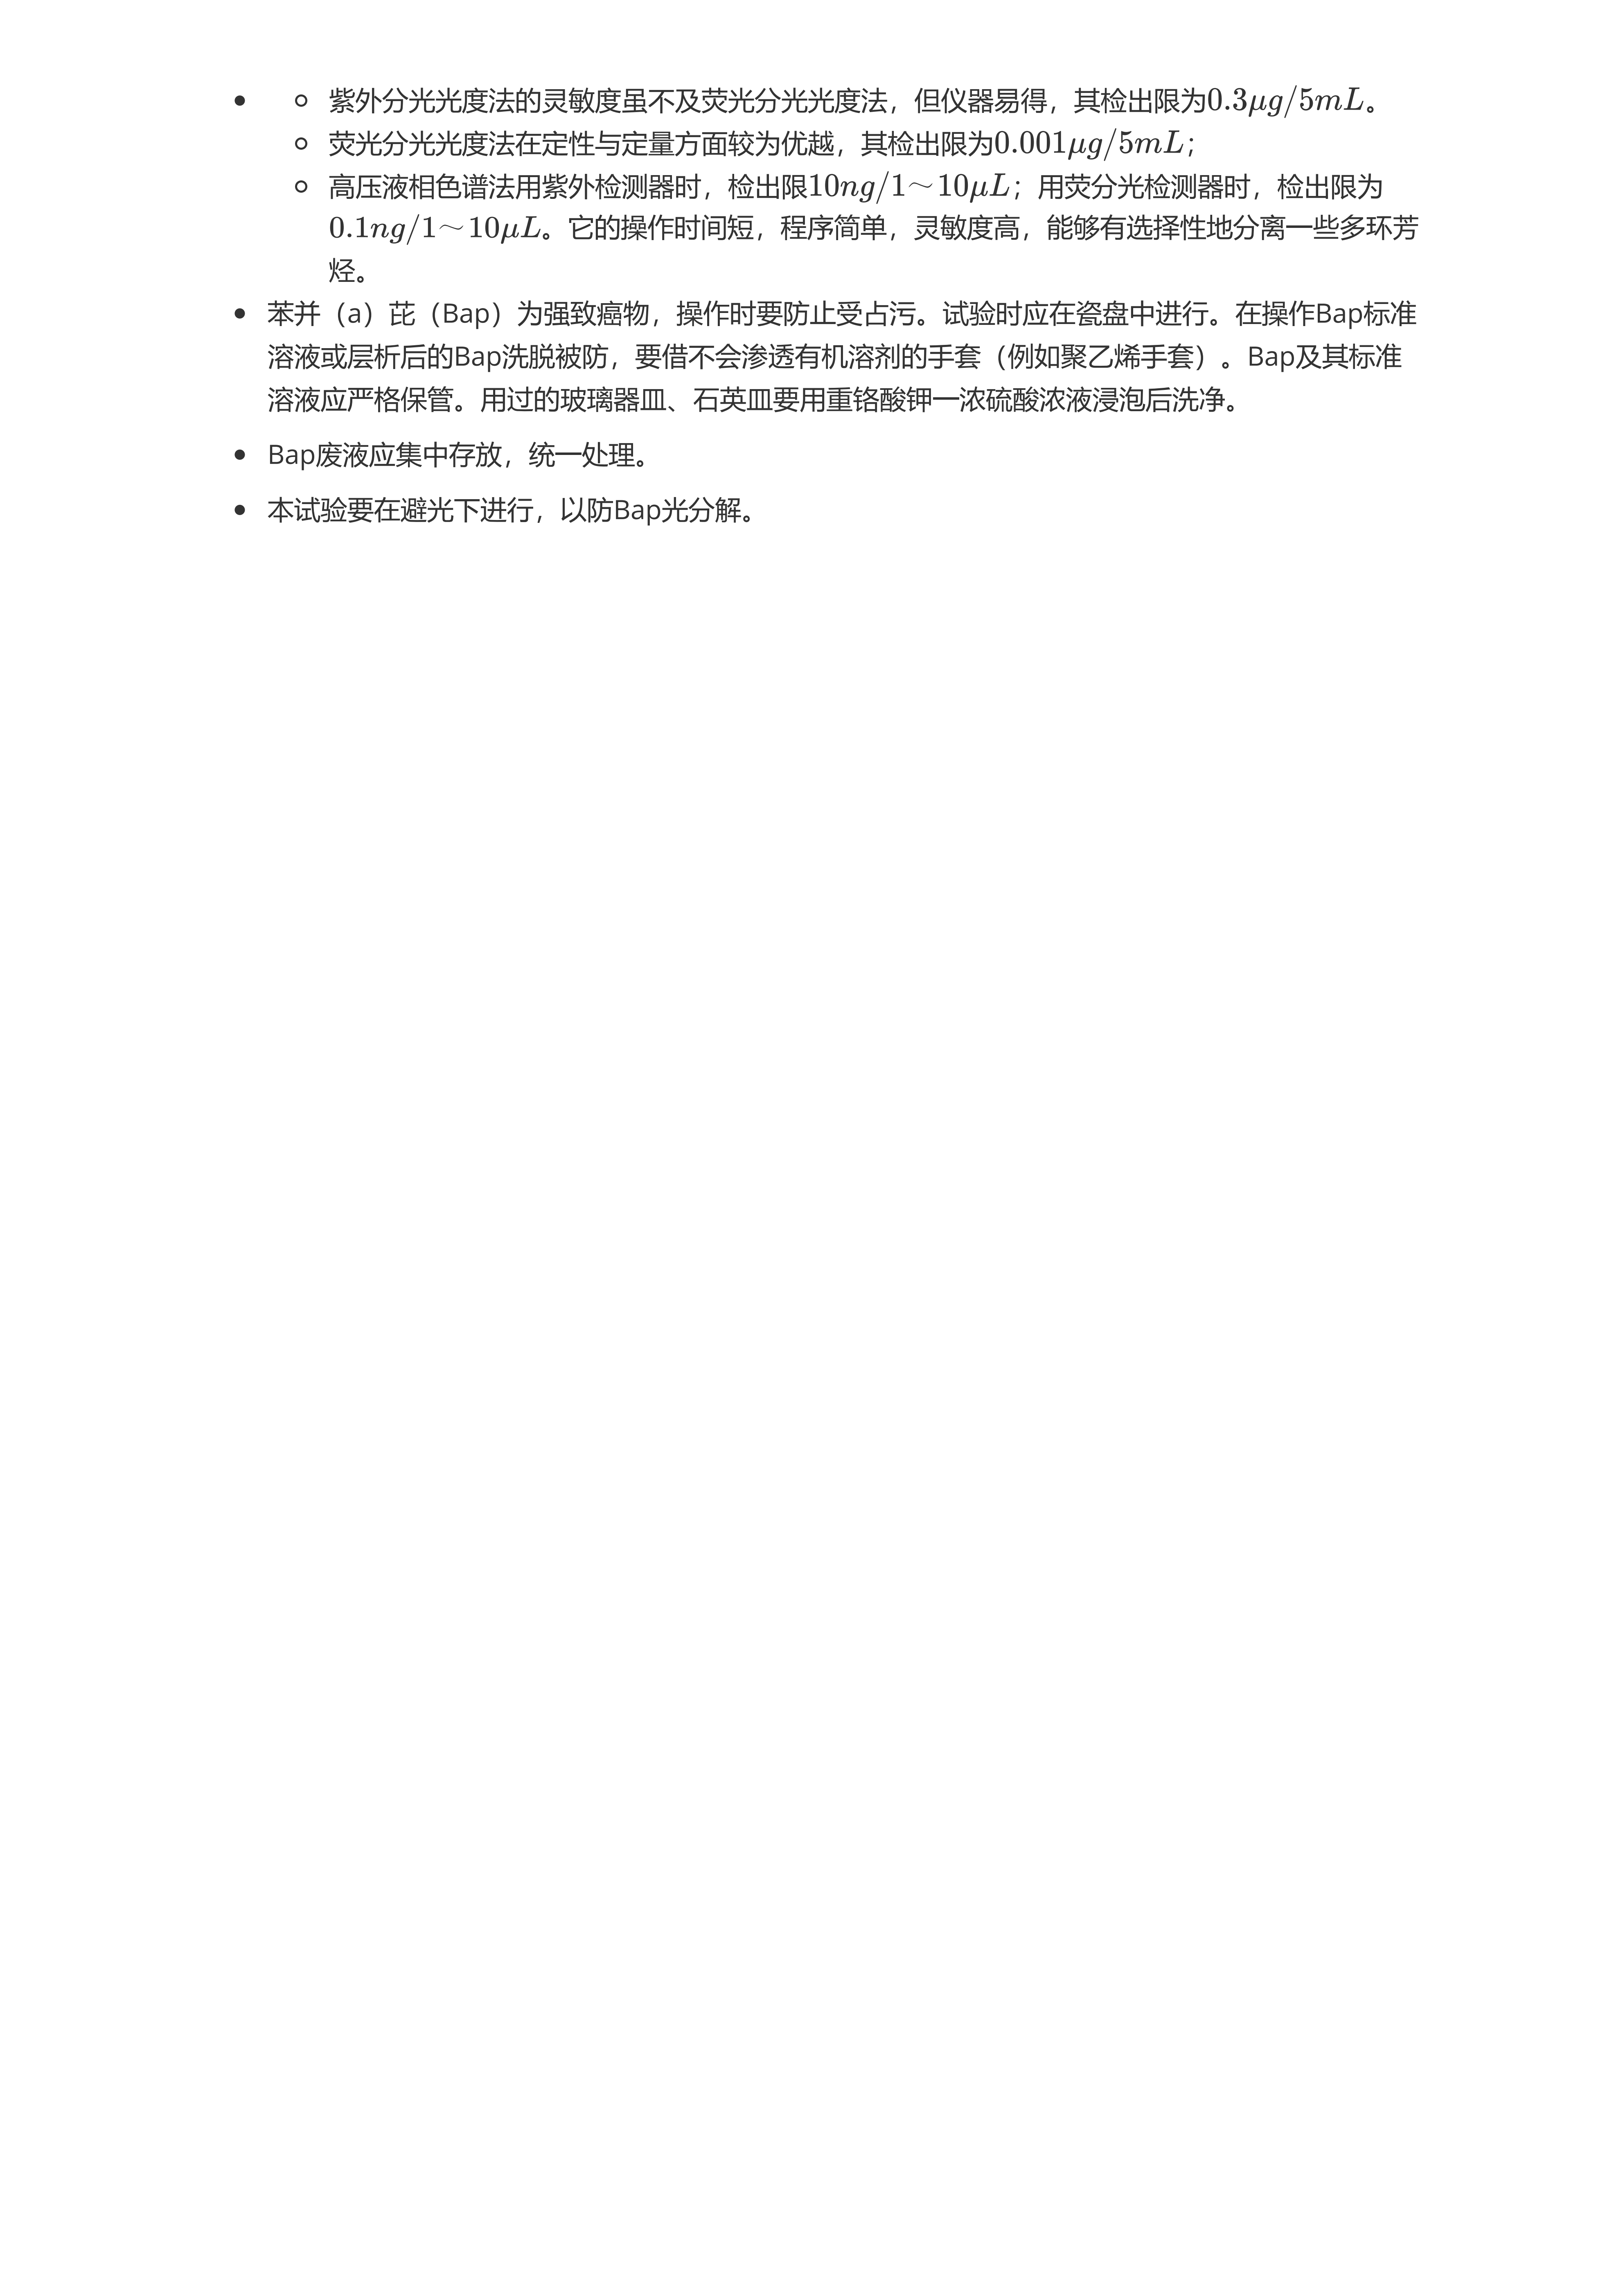 紫外分光光度法的灵敏度虽不及荧光分光光度法，但仪器易得，其检出限为0.3μg/5mL。
荧光分光光度法在定性与定量方面较为优越，其检出限为0.001μg/5mL；
高压液相色谱法用紫外检测器时，检出限10ng/1～10μL；用荧分光检测器时，检出限为
0.1ng/1～10μL。它的操作时间短，程序简单，灵敏度高，能够有选择性地分离一些多环芳
烃。
苯并（a）芘（Bap）为强致癌物，操作时要防止受占污。试验时应在瓷盘中进行。在操作Bap标准
溶液或层析后的Bap洗脱被防，要借不会渗透有机溶剂的手套（例如聚乙烯手套）。Bap及其标准
溶液应严格保管。用过的玻璃器皿、石英皿要用重铬酸钾一浓硫酸浓液浸泡后洗净。
Bap废液应集中存放，统一处理。
本试验要在避光下进行，以防Bap光分解。